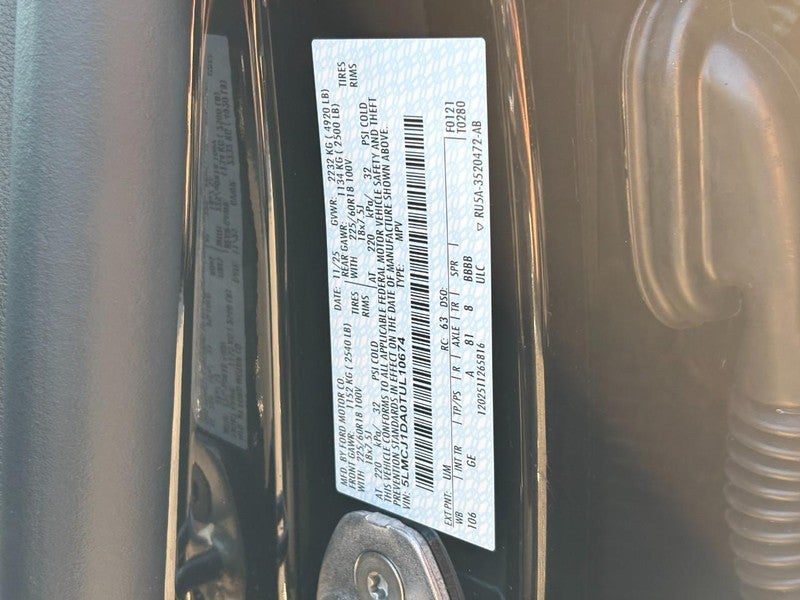 MFD. BY FORD MOTOR CO. DATE: 11/25 GVWR: 2232 KG ( 4920 LB)
FRONT GAWR: 1152 KG ( 2540 LB) REAR GAWR: 1134 KG ( 2500 LB)
WITH 225/60R18 100V TIRES WITH 225/60R18 100V TIRES
18x7.5J RIMS 18x7.5J RIMS
AT 220 kPa/ 32 PSI COLD AT 220 kPa/ 32 PSI COLD
THIS VEHICLE CONFORMS TO ALL APPLICABLE FEDERAL MOTOR VEHICLE SAFETY AND THEFT
PREVENTION STANDARDS IN EFFECT ON THE DATE OF MANUFACTURE SHOWN ABOVE.
VIN: 5LMCJ1DA0TUL10674 TYPE: MPV
EXT PNT: UM RC: 63 DSO: F0121
WB INT TR TP/PS R AXLE TR SPR T0280
106 GE A 81 8 BBBB
1202511265816 ULC ▽ RU5A-3520472-AB